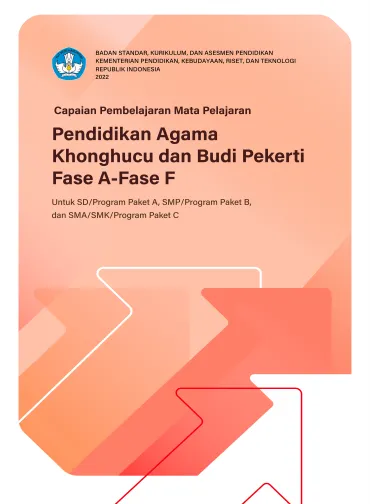 BADAN STANDAR, KURIKULUM, DAN ASESMEN PENDIDIKAN
KEMENTERIAN PENDIDIKAN, KEBUDAYAAN, RISET, DAN TEKNOLOGI
REPUBLIK INDONESIA
2022
Capaian Pembelajaran Mata Pelajaran
Pendidikan Agama
Khonghucu dan Budi Pekerti
Fase A-Fase F
Untuk SD/Program Paket A, SMP/Program Paket B,
dan SMA/SMK/Program Paket C